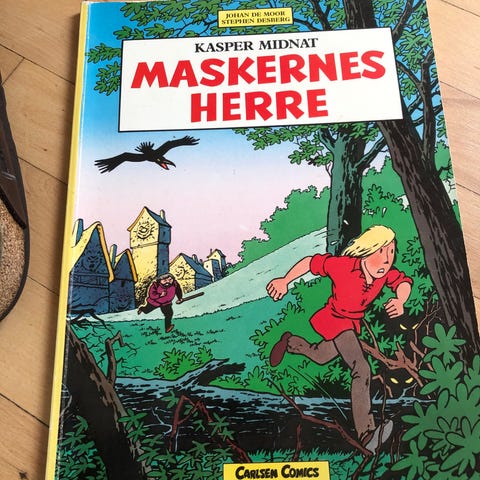 JOHAN DE MOOR
STEPHEN DESBERG
KASPER MIDNAT
MASKERNES
HERRE
CARLSEN COMICS